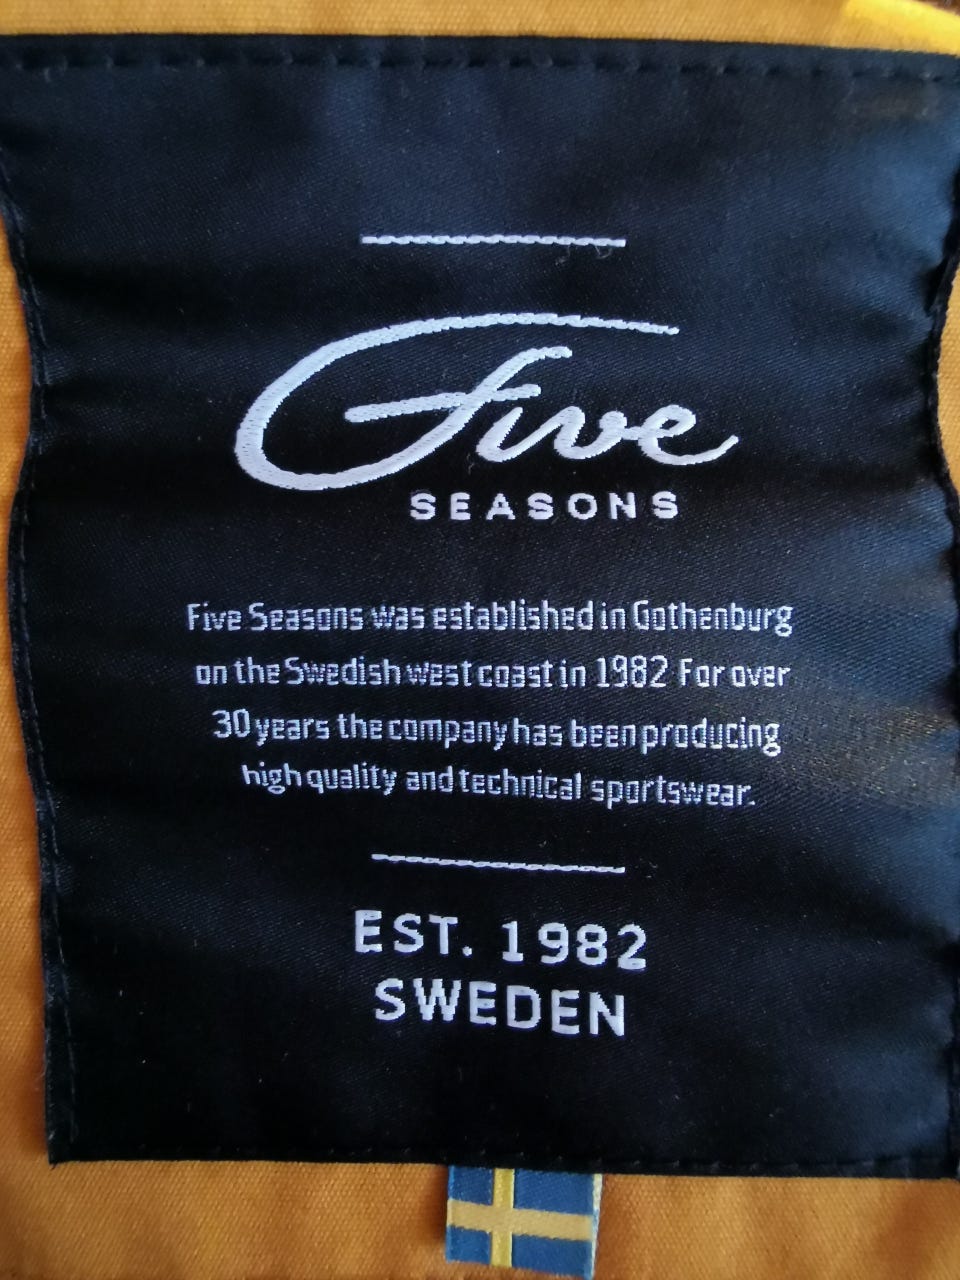 Five
SEASONS
Five Seasons was established in Gothenburg
on the Swedish west coast in 1982 For over
30 years the company has been producing
high quality and technical sportswear.
EST. 1982
SWEDEN